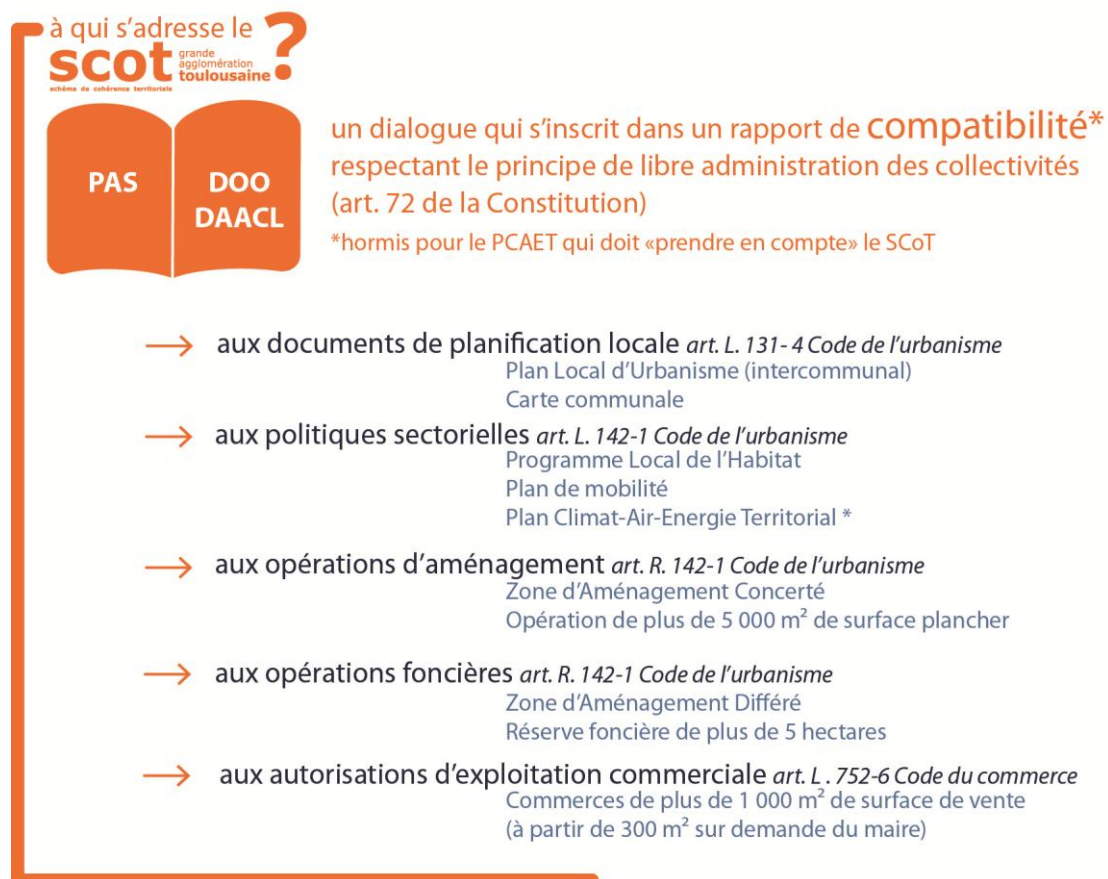 à qui s'adresse le ?
scot grande agglomération toulousaine
schéma de cohérence territoriale
PAS
DOO
DAACL
un dialogue qui s'inscrit dans un rapport de compatibilité*
respectant le principe de libre administration des collectivités
(art. 72 de la Constitution)
*hormis pour le PCAET qui doit «prendre en compte» le SCoT
→ aux documents de planification locale art. L. 131- 4 Code de l'urbanisme
Plan Local d'Urbanisme (intercommunal)
Carte communale
→ aux politiques sectorielles art. L. 142-1 Code de l'urbanisme
Programme Local de l'Habitat
Plan de mobilité
Plan Climat-Air-Energie Territorial *
→ aux opérations d'aménagement art. R. 142-1 Code de l'urbanisme
Zone d'Aménagement Concerté
Opération de plus de 5 000 m² de surface plancher
→ aux opérations foncières art. R. 142-1 Code de l'urbanisme
Zone d'Aménagement Différé
Réserve foncière de plus de 5 hectares
→ aux autorisations d'exploitation commerciale art. L . 752-6 Code du commerce
Commerces de plus de 1 000 m² de surface de vente
(à partir de 300 m² sur demande du maire)